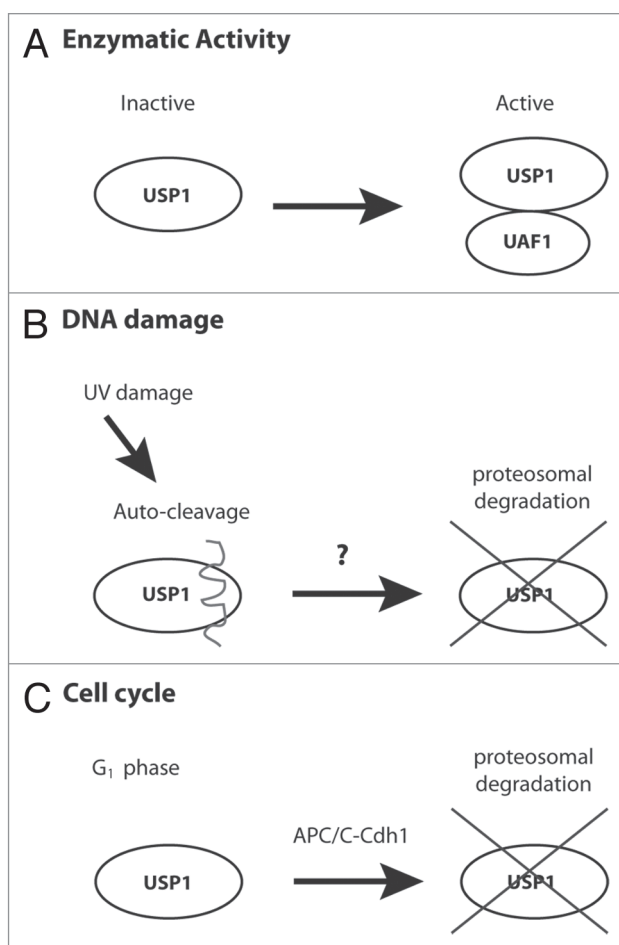 A Enzymatic Activity
Inactive
Active
USP1
USP1
UAF1
B DNA damage
UV damage
Auto-cleavage
proteosomal
degradation
?
USP1
USP1
C Cell cycle
G₁ phase
proteosomal
degradation
APC/C-Cdh1
USP1
USP1